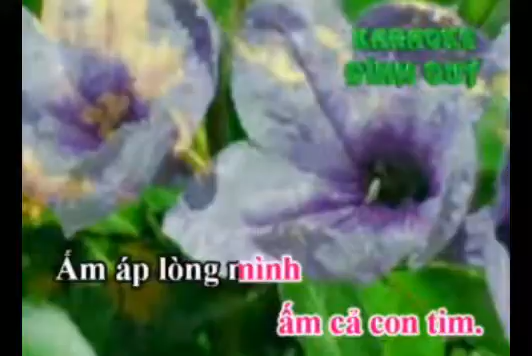 KARAOKE
ĐÌNH QUÝ
Ấm áp lòng mình
ấm cả con tim.